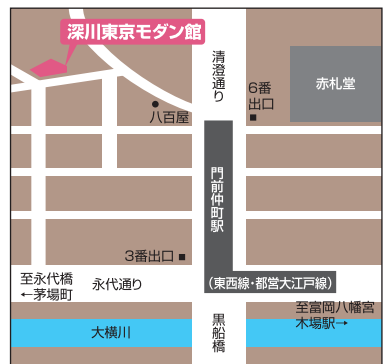 深川東京モダン館
清澄通り
6番
出口
赤札堂
八百屋
門前仲町駅
3番出口
(東西線・都営大江戸線)
至永代橋
←茅場町
永代通り
至富岡八幡宮
木場駅→
大横川
黒船橋